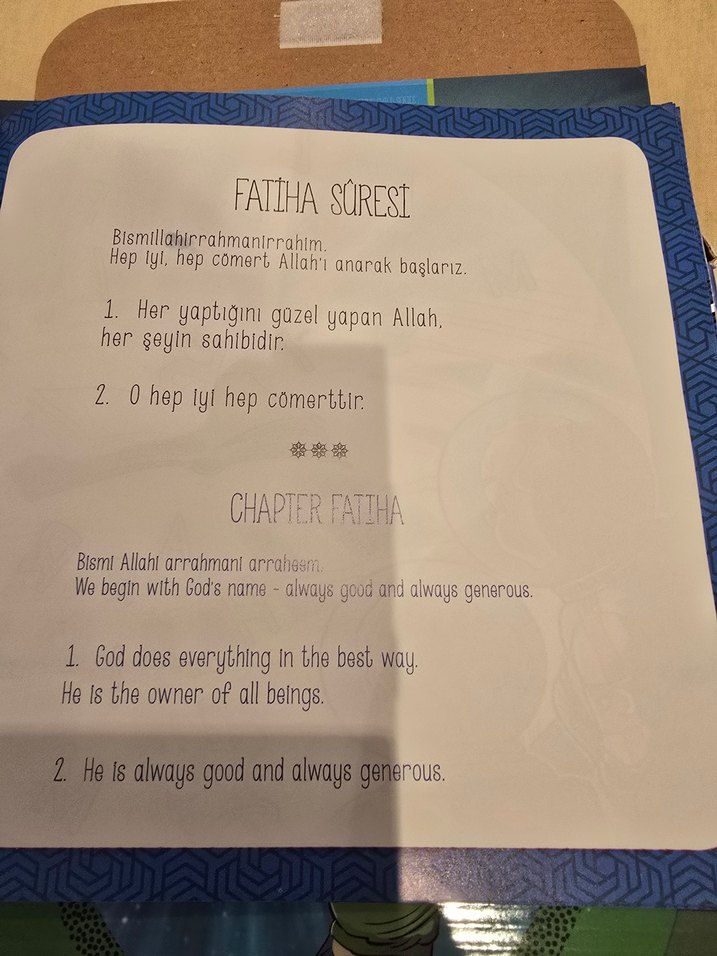 FATİHA SÛRESİ
Bismillahirrahmanirrahim.
Hep iyi, hep cömert Allah'ı anarak başlarız.
1. Her yaptığını güzel yapan Allah,
her şeyin sahibidir.
2. O hep iyi hep cömerttir.
CHAPTER FATIHA
Bismi Allahi arrahmani arraheem.
We begin with God's name - always good and always generous.
1. God does everything in the best way.
He is the owner of all beings.
2. He is always good and always generous.